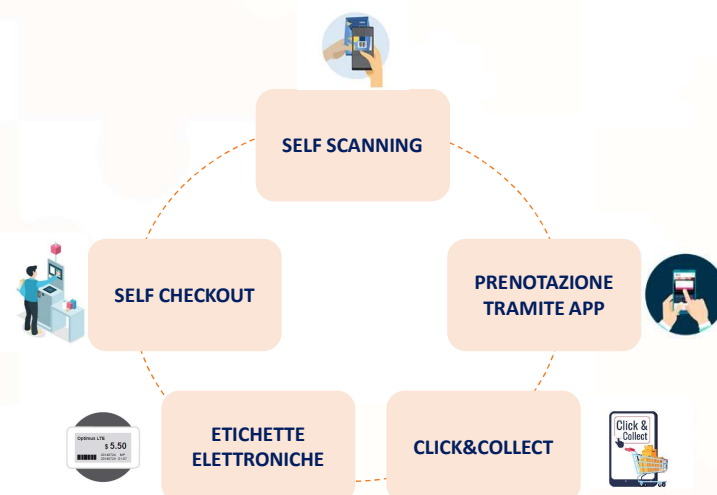 SELF SCANNING
PRENOTAZIONE
TRAMITE APP
SELF CHECKOUT
ETICHETTE
ELETTRONICHE
CLICK&COLLECT
Optimus LTE
$ 5.50
Click &
Collect